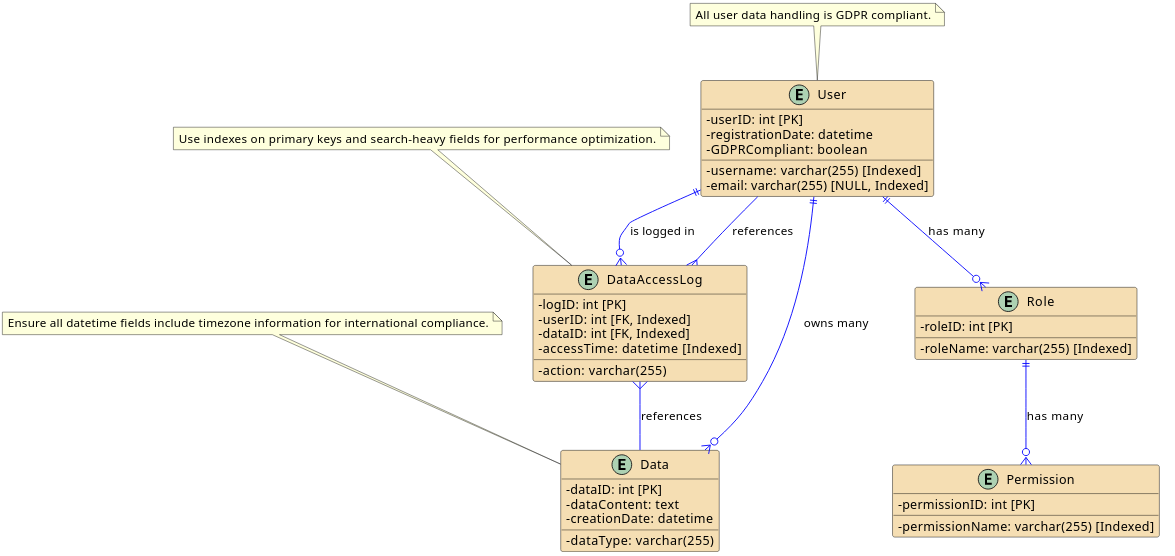 All user data handling is GDPR compliant.
E User
-userID: int [PK]
-registrationDate: datetime
-GDPRCompliant: boolean
-username: varchar(255) [Indexed]
-email: varchar(255) [NULL, Indexed]
Use indexes on primary keys and search-heavy fields for performance optimization.
is logged in
references
has many
E DataAccessLog
-logID: int [PK]
-userID: int [FK, Indexed]
-dataID: int [FK, Indexed]
-accessTime: datetime [Indexed]
-action: varchar(255)
E Role
-roleID: int [PK]
-roleName: varchar(255) [Indexed]
Ensure all datetime fields include timezone information for international compliance.
owns many
references
has many
E Data
-dataID: int [PK]
-dataContent: text
-creationDate: datetime
-dataType: varchar(255)
E Permission
-permissionID: int [PK]
-permissionName: varchar(255) [Indexed]